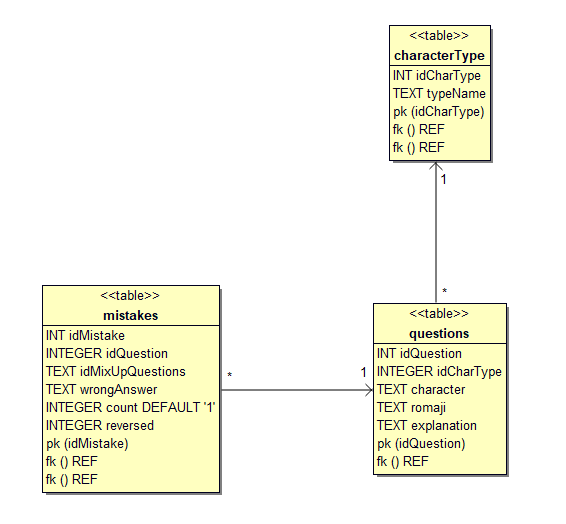 <<table>>
characterType
INT idCharType
TEXT typeName
pk (idCharType)
fk () REF
fk () REF
1
*
<<table>>
mistakes
INT idMistake
INTEGER idQuestion
TEXT idMixUpQuestions
TEXT wrongAnswer
INTEGER count DEFAULT '1'
INTEGER reversed
pk (idMistake)
fk () REF
fk () REF
*
1
<<table>>
questions
INT idQuestion
INTEGER idCharType
TEXT character
TEXT romaji
TEXT explanation
pk (idQuestion)
fk () REF